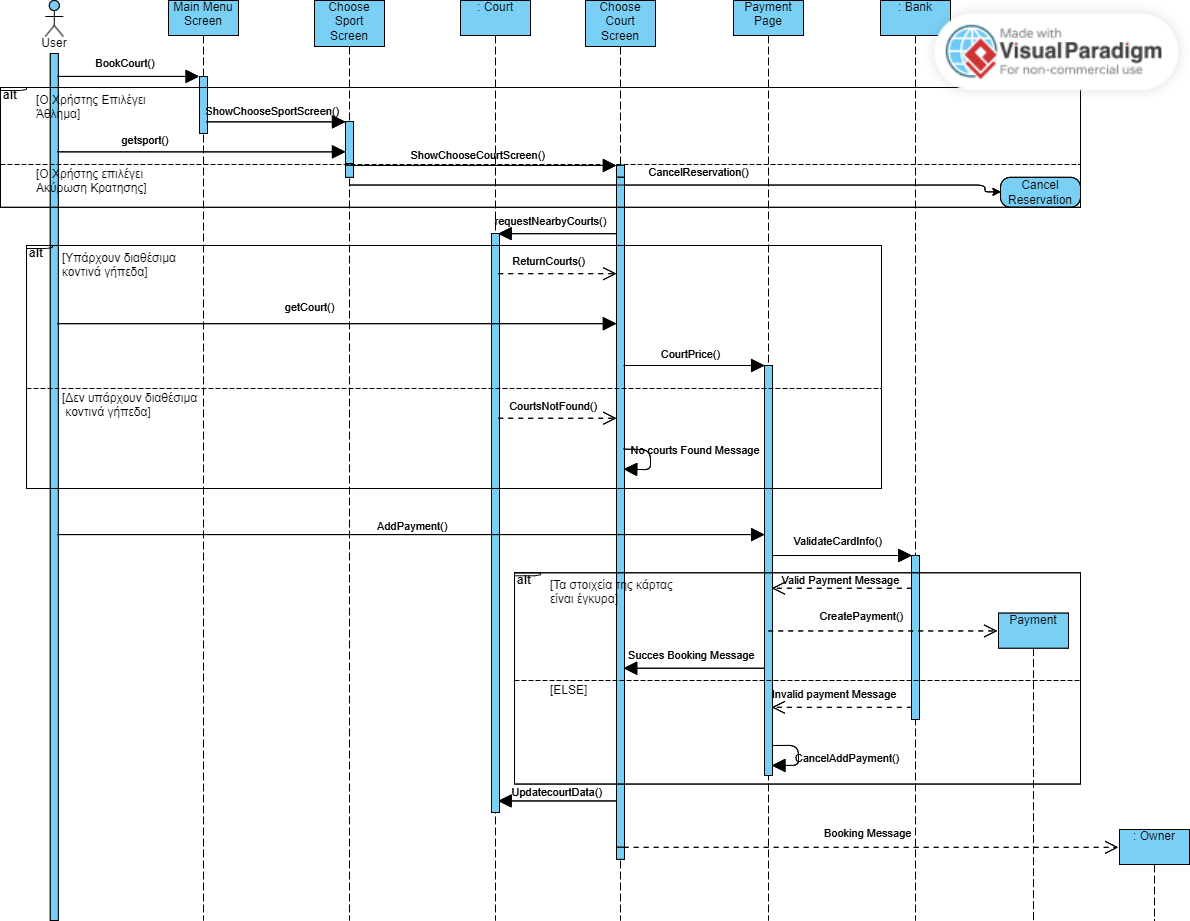 Main Menu
Screen
Choose
Sport
Screen
: Court
Choose
Court
Screen
Payment
Page
: Bank
User
Made with
Visual Paradigm
For non-commercial use
BookCourt()
alt
[Ο Χρήστης Επιλέγει
Άθλημα]
ShowChooseSportScreen()
getsport()
ShowChooseCourtScreen()
[Ο Χρήστης επιλέγει
Ακύρωση Κρατησης]
CancelReservation()
Cancel
Reservation
requestNearbyCourts()
alt
[Υπάρχουν διαθέσιμα
κοντινά γήπεδα]
ReturnCourts()
getCourt()
CourtPrice()
[Δεν υπάρχουν διαθέσιμα
κοντινά γήπεδα]
CourtsNotFound()
No courts Found Message
AddPayment()
ValidateCardInfo()
alt
[Τα στοιχεία της κάρτας
είναι έγκυρα]
Valid Payment Message
CreatePayment()
Payment
Succes Booking Message
[ELSE]
Invalid payment Message
CancelAddPayment()
UpdatecourtData()
Booking Message
: Owner